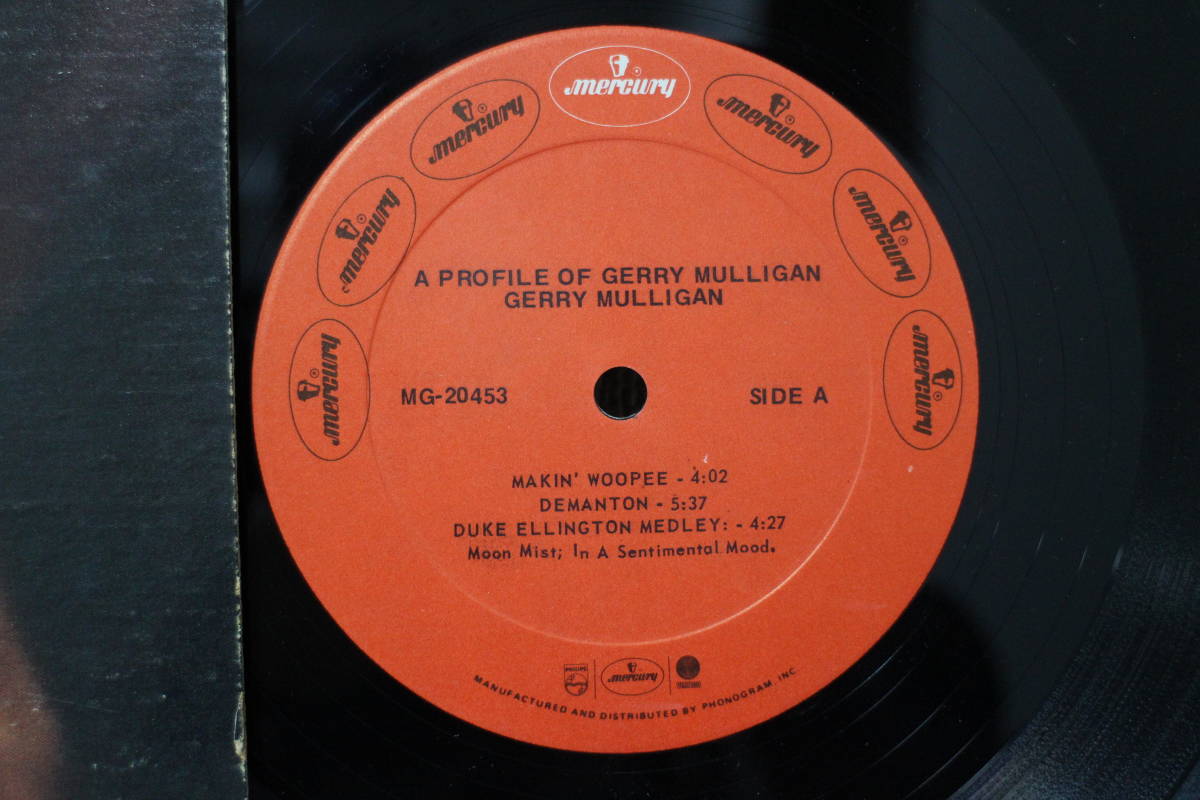 mercury
mercury
mercury
mercury
mercury
mercury
mercury
A PROFILE OF GERRY MULLIGAN
GERRY MULLIGAN
MG-20453
SIDE A
MAKIN' WOOPEE - 4:02
DEMANTON - 5:37
DUKE ELLINGTON MEDLEY: - 4:27
Moon Mist; In A Sentimental Mood.
PHILIPS
mercury
MANUFACTURED AND DISTRIBUTED BY PHONOGRAM, INC.